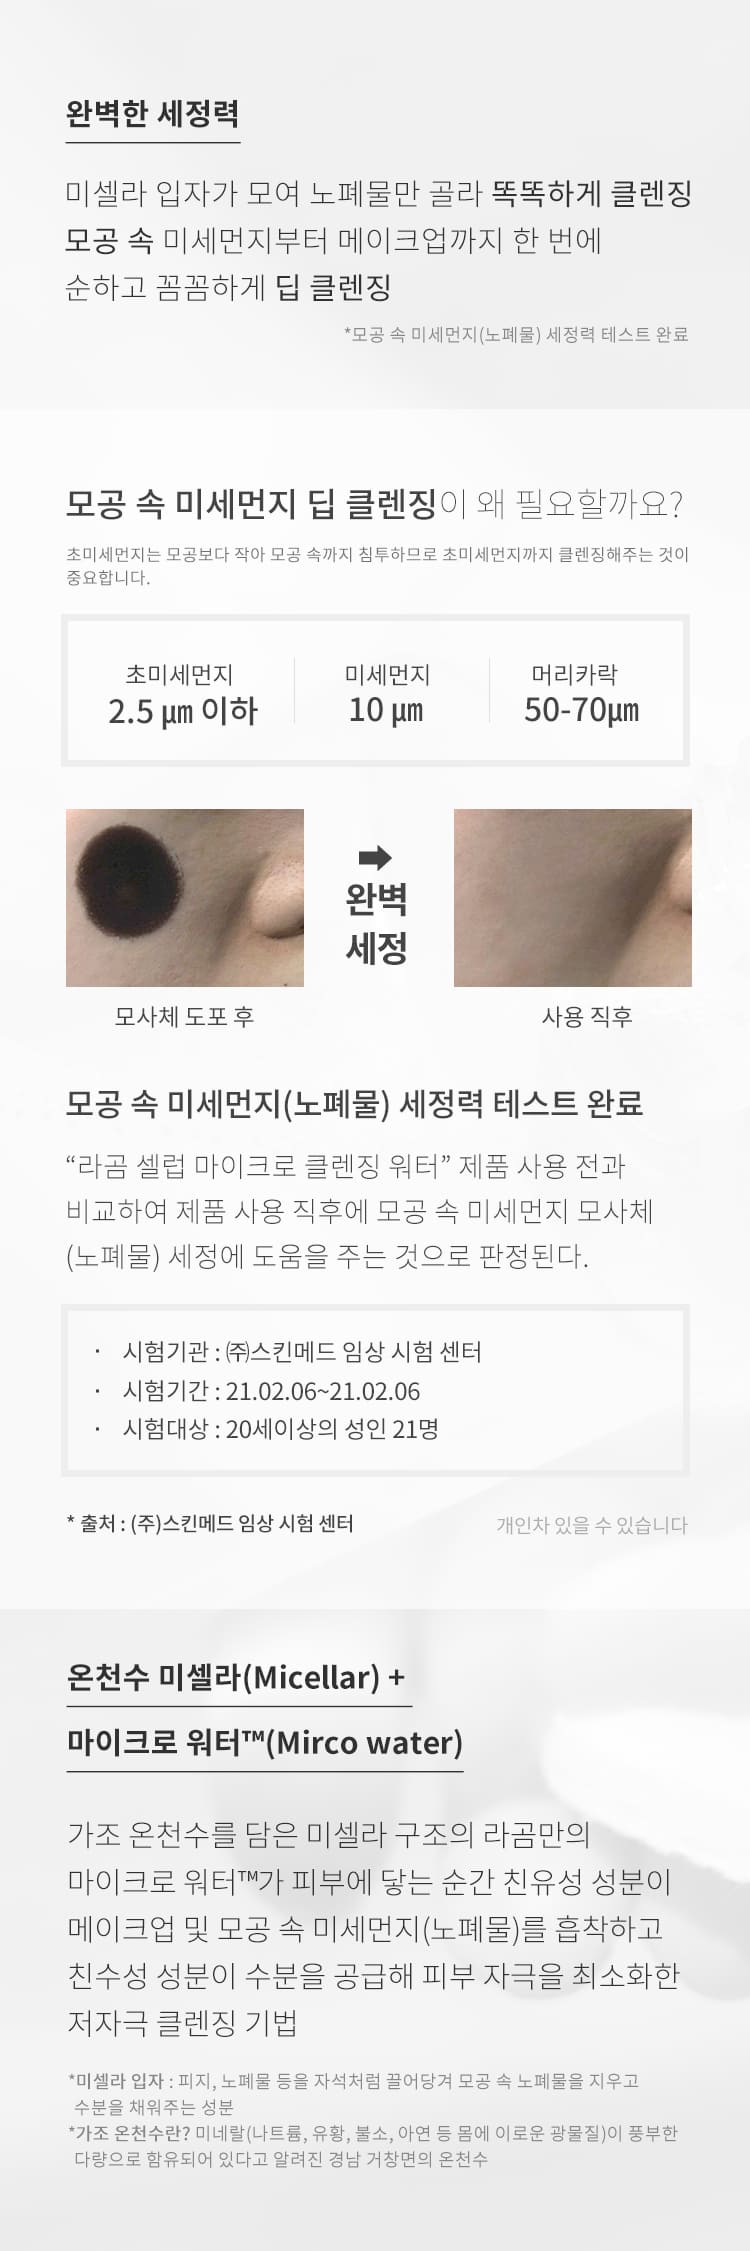 완벽한 세정력
미셀라 입자가 모여 노폐물만 골라 똑똑하게 클렌징
모공 속 미세먼지부터 메이크업까지 한 번에
순하고 꼼꼼하게 딥 클렌징
*모공 속 미세먼지(노폐물) 세정력 테스트 완료
모공 속 미세먼지 딥 클렌징이 왜 필요할까요?
초미세먼지는 모공보다 작아 모공 속까지 침투하므로 초미세먼지까지 클렌징해주는 것이
중요합니다.
초미세먼지 미세먼지 머리카락
2.5 μm 이하 10 μm 50-70μm
완벽
세정
모사체 도포 후 사용 직후
모공 속 미세먼지(노폐물) 세정력 테스트 완료
“라곰 셀럽 마이크로 클렌징 워터” 제품 사용 전과
비교하여 제품 사용 직후에 모공 속 미세먼지 모사체
(노폐물) 세정에 도움을 주는 것으로 판정된다.
· 시험기관 : ㈜스킨메드 임상 시험 센터
· 시험기간 : 21.02.06~21.02.06
· 시험대상 : 20세이상의 성인 21명
* 출처 : (주)스킨메드 임상 시험 센터 개인차 있을 수 있습니다
온천수 미셀라(Micellar) +
마이크로 워터™(Mirco water)
가조 온천수를 담은 미셀라 구조의 라곰만의
마이크로 워터™가 피부에 닿는 순간 친유성 성분이
메이크업 및 모공 속 미세먼지(노폐물)를 흡착하고
친수성 성분이 수분을 공급해 피부 자극을 최소화한
저자극 클렌징 기법
*미셀라 입자 : 피지, 노폐물 등을 자석처럼 끌어당겨 모공 속 노폐물을 지우고
수분을 채워주는 성분
*가조 온천수란? 미네랄(나트륨, 유황, 불소, 아연 등 몸에 이로운 광물질)이 풍부한
다량으로 함유되어 있다고 알려진 경남 거창면의 온천수